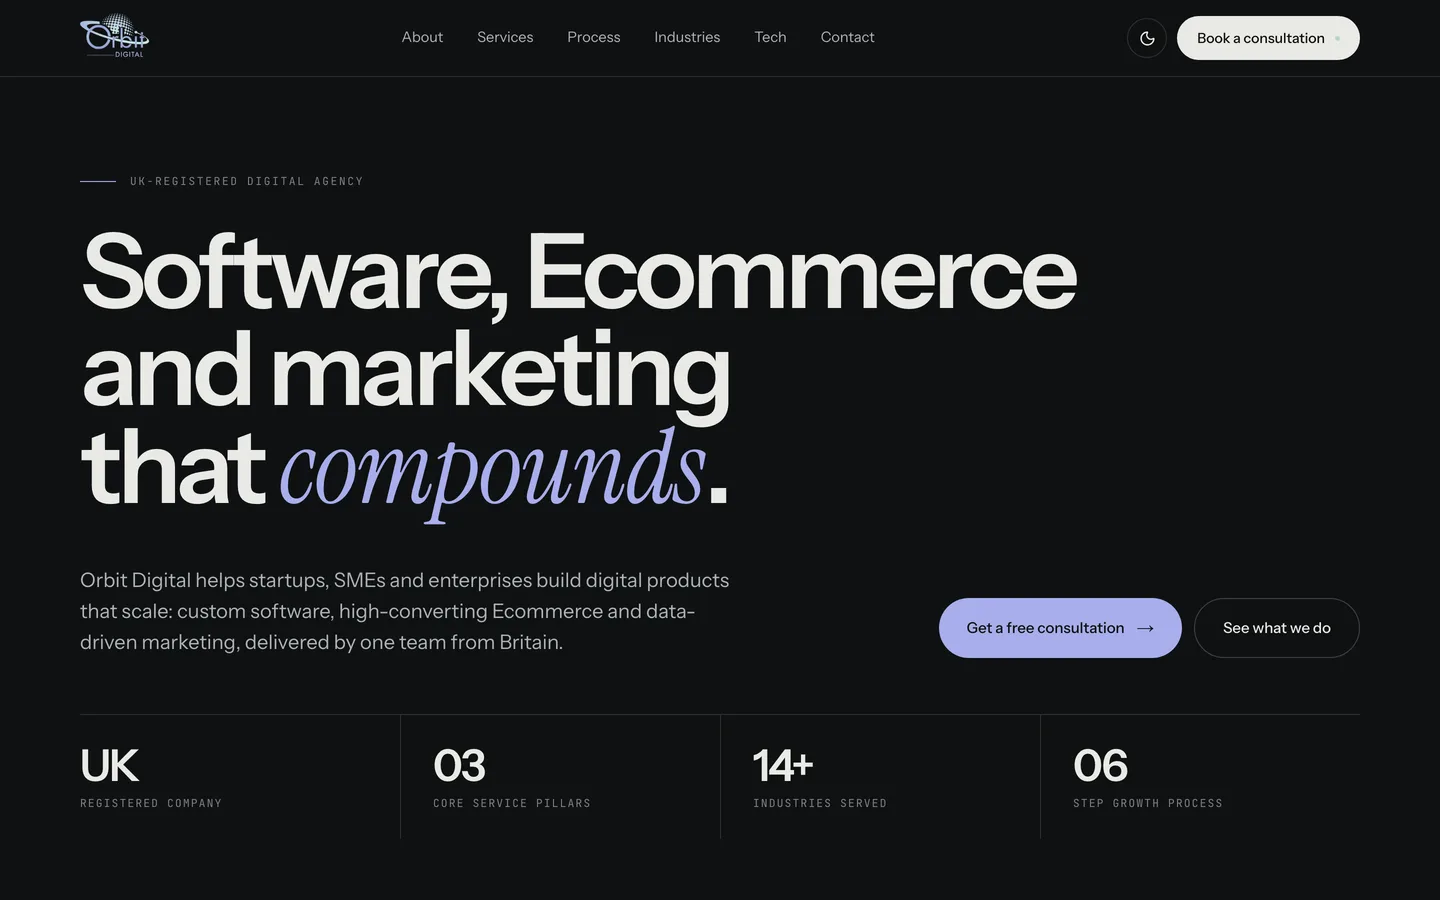 Orbit
DIGITAL
About
Services
Process
Industries
Tech
Contact
Book a consultation
UK-REGISTERED DIGITAL AGENCY
Software, Ecommerce
and marketing
that compounds.
Orbit Digital helps startups, SMEs and enterprises build digital products
that scale: custom software, high-converting Ecommerce and data-
driven marketing, delivered by one team from Britain.
Get a free consultation →
See what we do
UK
REGISTERED COMPANY
03
CORE SERVICE PILLARS
14+
INDUSTRIES SERVED
06
STEP GROWTH PROCESS